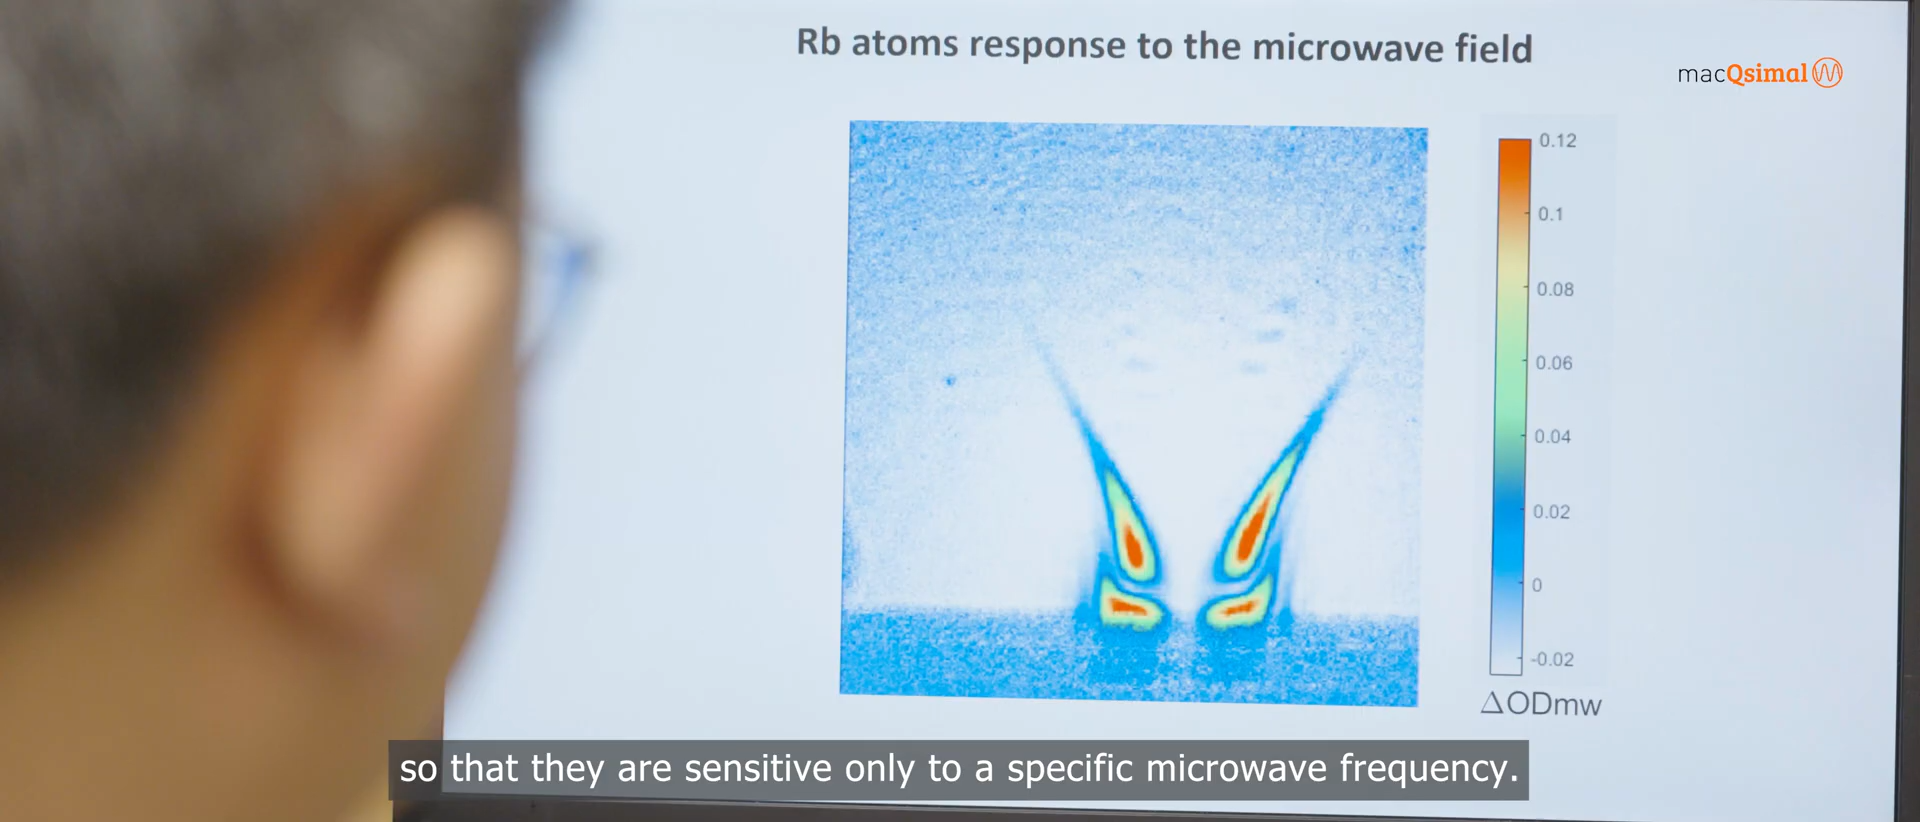 Rb atoms response to the microwave field
macQsimal
0.12
0.1
0.08
0.06
0.04
0.02
0
-0.02
ΔODmw
so that they are sensitive only to a specific microwave frequency.